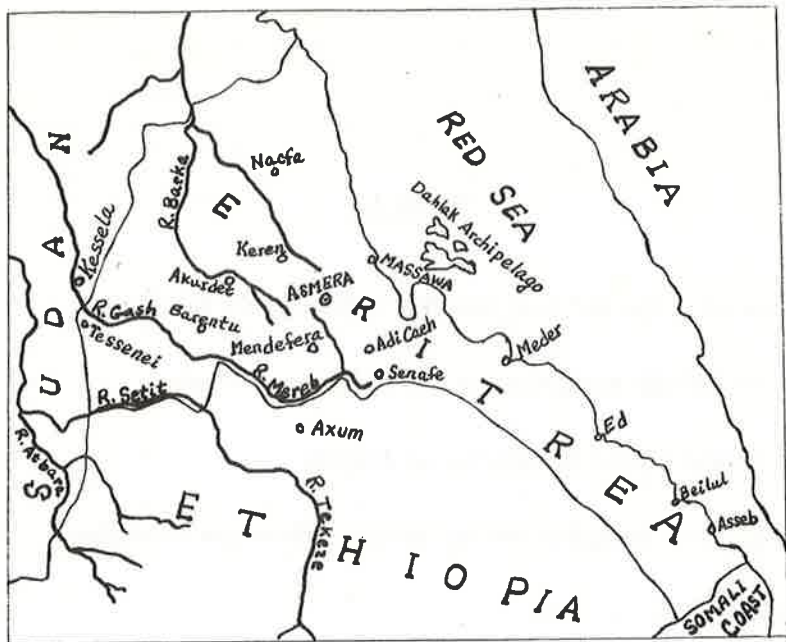 SUDAN
ERITREA
ETHIOPIA
ARABIA
RED SEA
Dahlak Archipelago
Nacfa
R. Barka
Kessela
Keren
MASSAWA
Akurdet
ASMERA
R. Gash
Barentu
Tessenei
Mendefera
Adi Caeh
Meder
R. Mereb
Senafe
R. Setit
Axum
Ed
R. Atbara
R. Tekeze
Beilul
Asseb
SOMALI
COAST